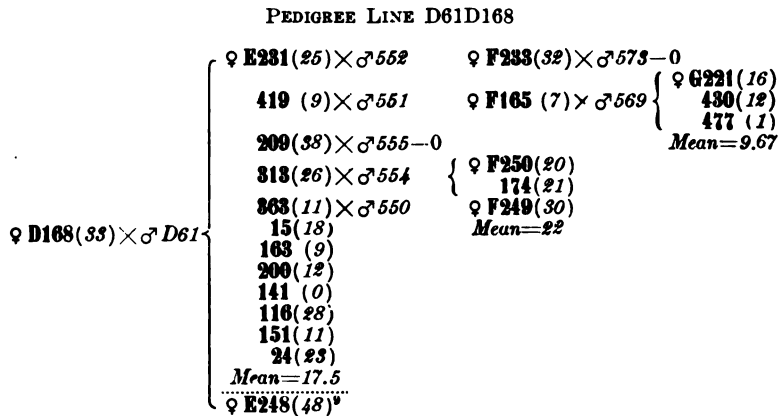 PEDIGREE LINE D61D168
♀ E231(25)×♂552 ♀ F233(32)×♂573—0
♀ G221(16)
419 (9)×♂551 ♀ F165 (7)×♂569 430(12)
477 (1)
209(38)×♂555—0 Mean=9.67
313(26)×♂554 ♀ F250(20)
174(21)
363(11)×♂550 ♀ F249(30)
♀ D168(33)×♂D61 15(18) Mean=22
163 (9)
200(12)
141 (0)
116(28)
151(11)
24(23)
Mean=17.5
♀ E248(48)⁹